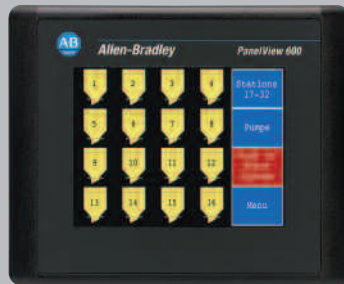 AB
Allen-Bradley
PanelView 600
1 2 3 4
Stations
17-32
5 6 7 8
Pumps
9 10 11 12
13 14 15 16
Menu